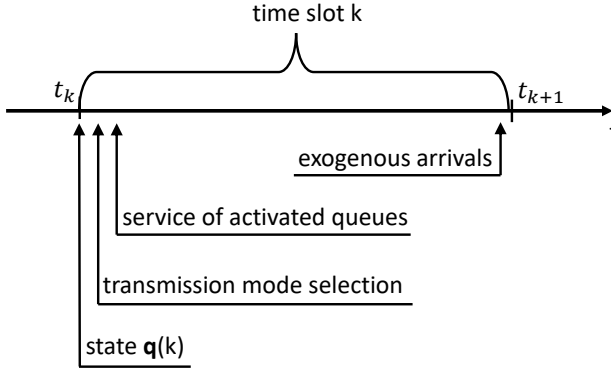 time slot k
t_k
t_{k+1}
exogenous arrivals
service of activated queues
transmission mode selection
state q(k)